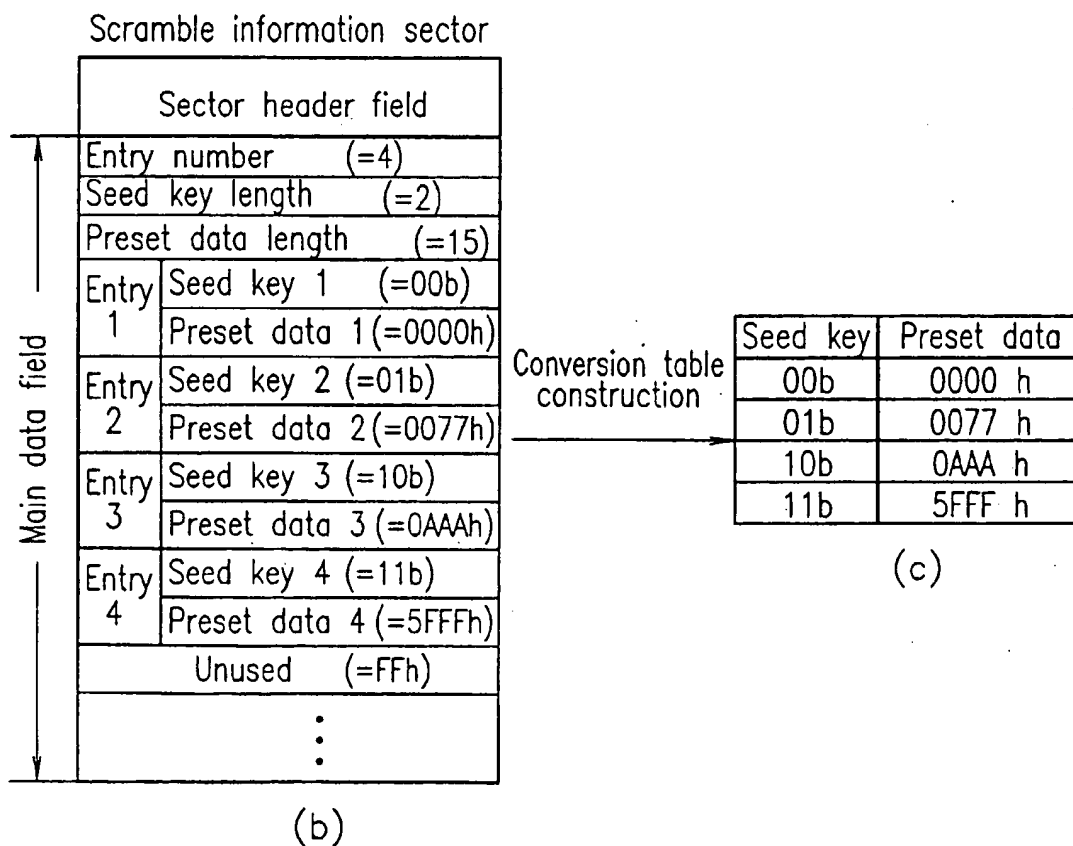 Scramble information sector
Sector header field
Entry number (=4)
Seed key length (=2)
Preset data length (=15)
Entry 1
Seed key 1 (=00b)
Preset data 1 (=0000h)
Entry 2
Seed key 2 (=01b)
Preset data 2 (=0077h)
Entry 3
Seed key 3 (=10b)
Preset data 3 (=0AAAh)
Entry 4
Seed key 4 (=11b)
Preset data 4 (=5FFFh)
Unused (=FFh)
Main data field
(b)
Conversion table
construction
Seed key Preset data
00b 0000 h
01b 0077 h
10b 0AAA h
11b 5FFF h
(c)